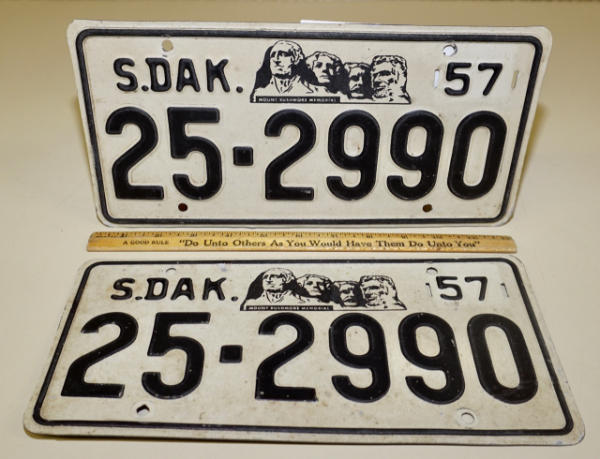 S.DAK. 57
MOUNT RUSHMORE MEMORIAL
25-2990
A GOOD RULE "Do Unto Others As You Would Have Them Do Unto You"
S.DAK. 57
MOUNT RUSHMORE MEMORIAL
25-2990